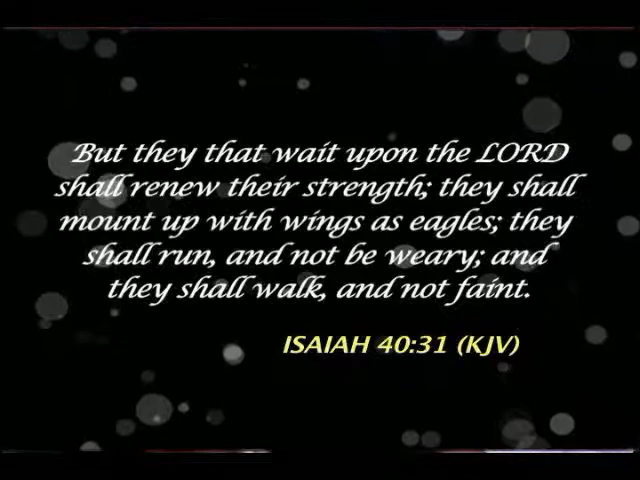 But they that wait upon the LORD
shall renew their strength; they shall
mount up with wings as eagles; they
shall run, and not be weary; and
they shall walk, and not faint.
ISAIAH 40:31 (KJV)